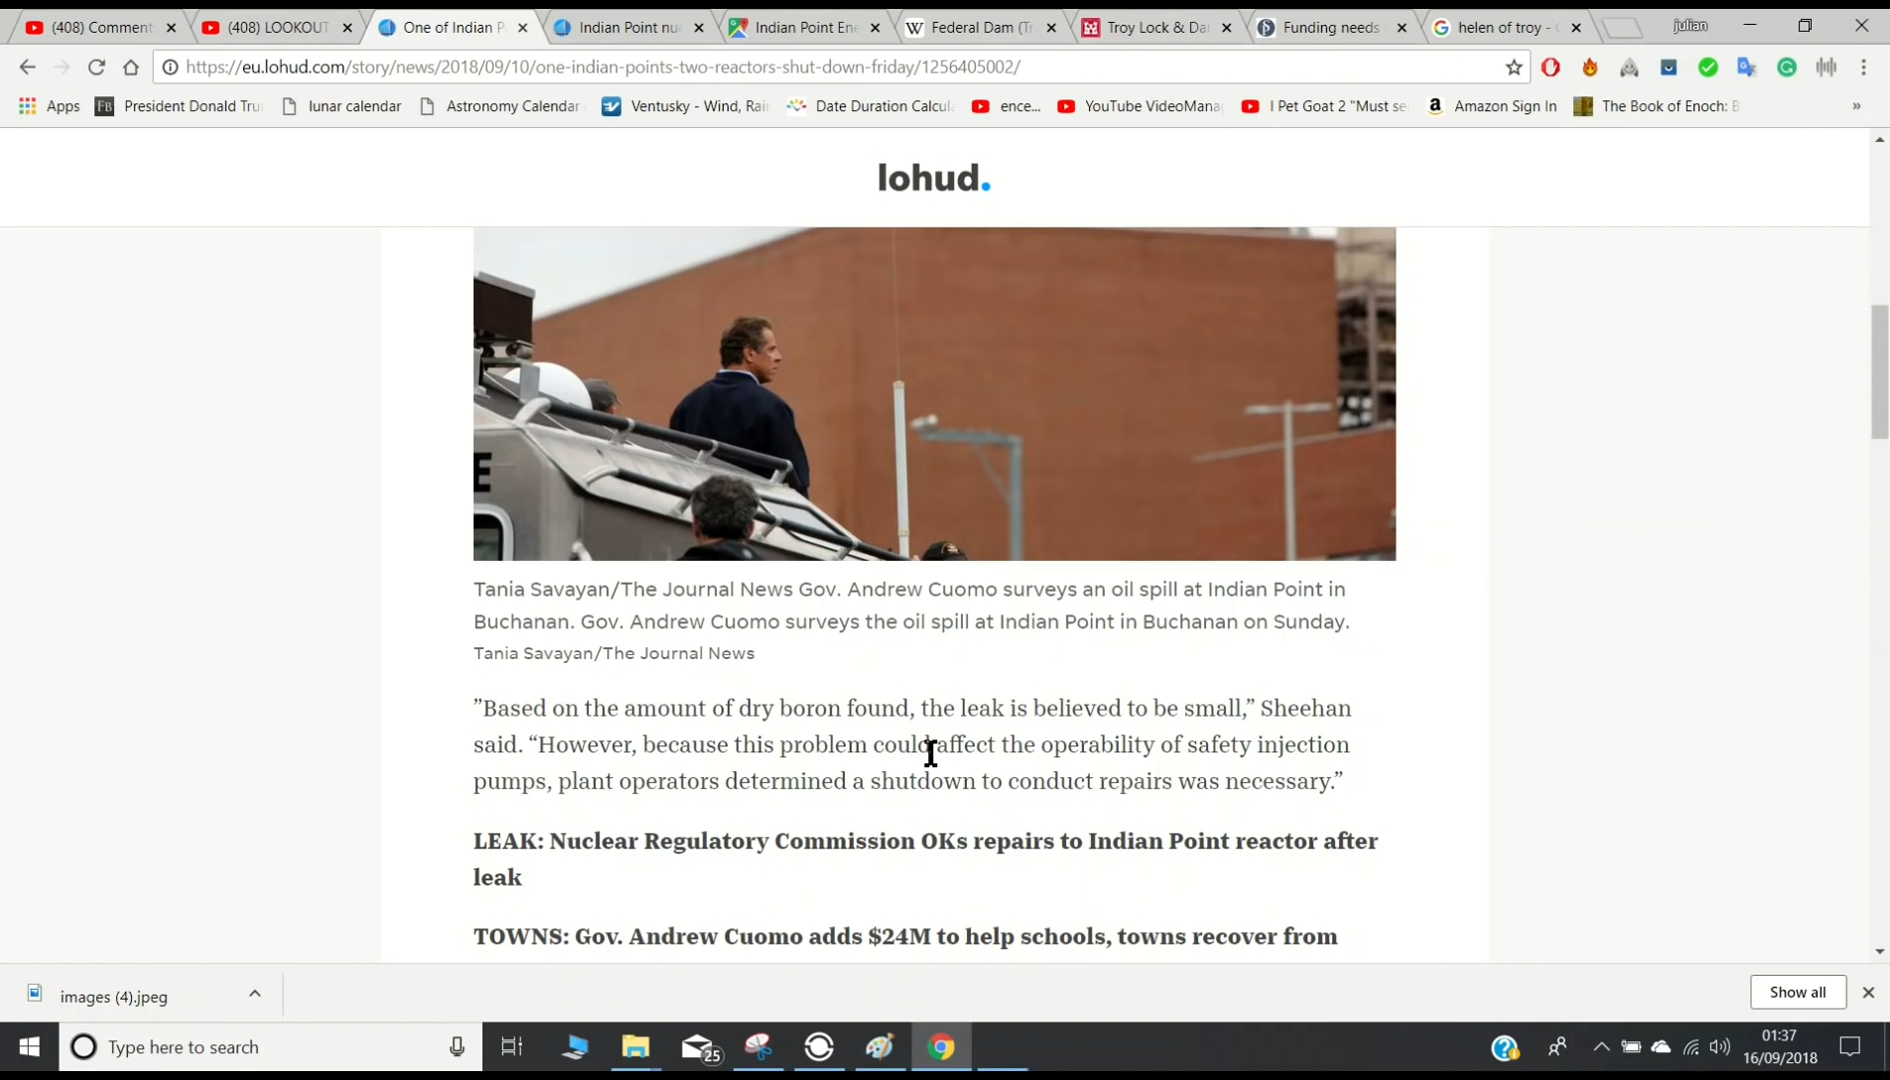 (408) Comment
(408) LOOKOUT
One of Indian P
Indian Point nuc
Indian Point Ene
Federal Dam (Tr
Troy Lock & Dar
Funding needs
helen of troy -
julian
https://eu.lohud.com/story/news/2018/09/10/one-indian-points-two-reactors-shut-down-friday/1256405002/
Apps
President Donald Tru
lunar calendar
Astronomy Calendar
Ventusky - Wind, Rain
Date Duration Calcula
ence...
YouTube VideoManag
I Pet Goat 2 "Must se
Amazon Sign In
The Book of Enoch: B
lohud.
E
Tania Savayan/The Journal News Gov. Andrew Cuomo surveys an oil spill at Indian Point in
Buchanan. Gov. Andrew Cuomo surveys the oil spill at Indian Point in Buchanan on Sunday.
Tania Savayan/The Journal News
”Based on the amount of dry boron found, the leak is believed to be small,” Sheehan
said. “However, because this problem could affect the operability of safety injection
pumps, plant operators determined a shutdown to conduct repairs was necessary.”
LEAK: Nuclear Regulatory Commission OKs repairs to Indian Point reactor after
leak
TOWNS: Gov. Andrew Cuomo adds $24M to help schools, towns recover from
images (4).jpeg
Show all
Type here to search
25
01:37
16/09/2018